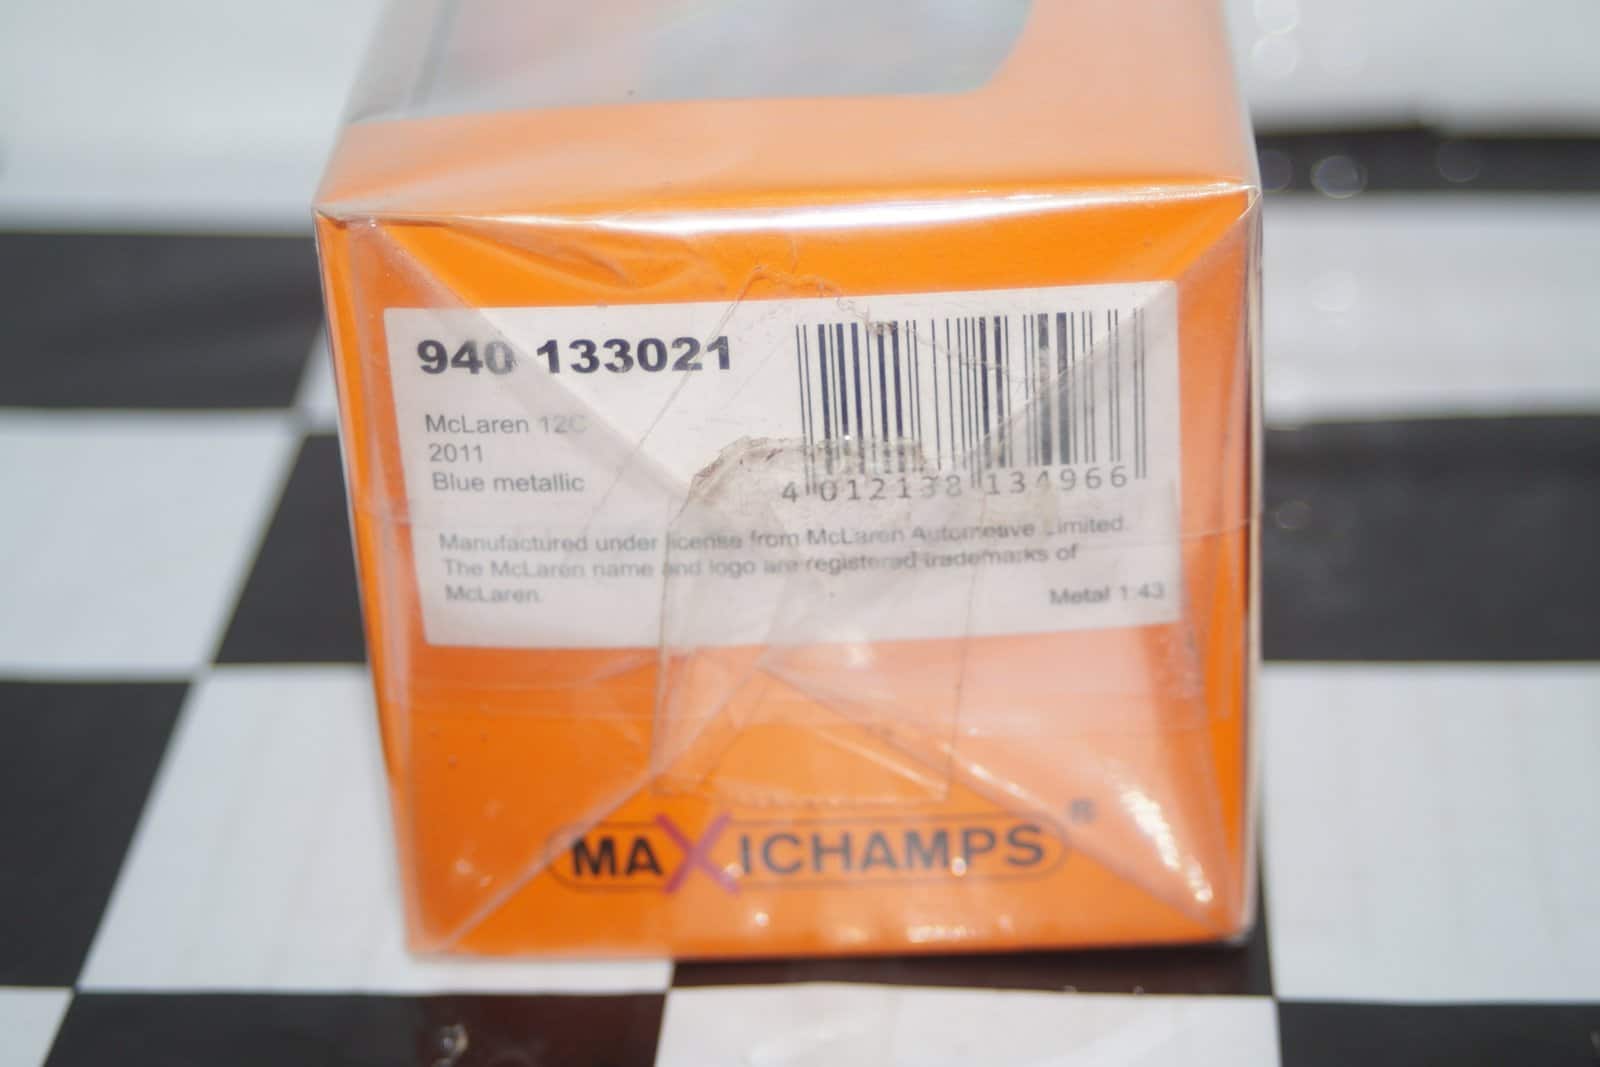 940 133021
McLaren 12C
2011
Blue metallic
4 012138 134966
Manufactured under license from McLaren Automotive Limited.
The McLaren name and logo are registered trademarks of
McLaren.
Metal 1:43
MAXICHAMPS®